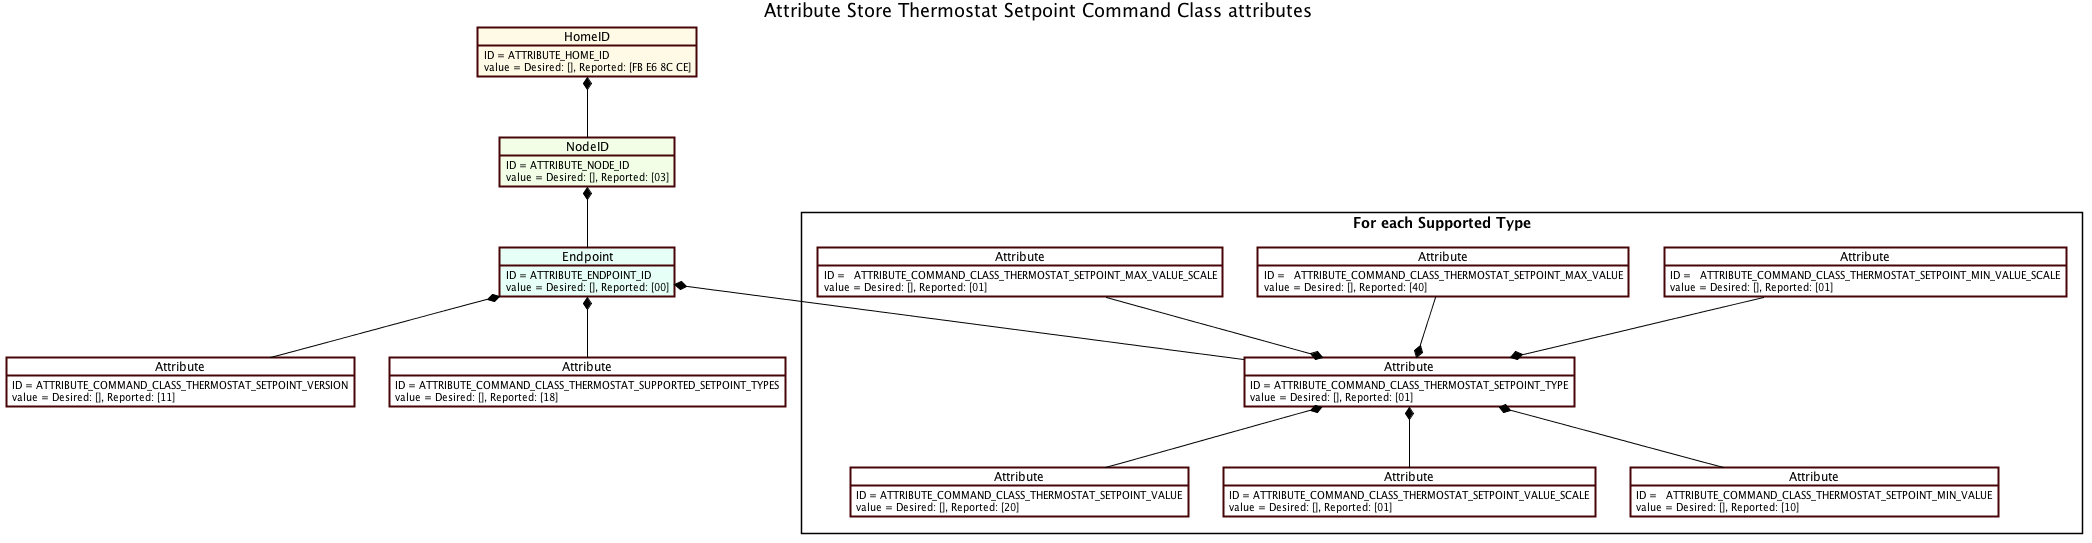 Attribute Store Thermostat Setpoint Command Class attributes
HomeID
ID = ATTRIBUTE_HOME_ID
value = Desired: [], Reported: [FB E6 8C CE]
NodeID
ID = ATTRIBUTE_NODE_ID
value = Desired: [], Reported: [03]
For each Supported Type
Endpoint
ID = ATTRIBUTE_ENDPOINT_ID
value = Desired: [], Reported: [00]
Attribute
ID =   ATTRIBUTE_COMMAND_CLASS_THERMOSTAT_SETPOINT_MAX_VALUE_SCALE
value = Desired: [], Reported: [01]
Attribute
ID =   ATTRIBUTE_COMMAND_CLASS_THERMOSTAT_SETPOINT_MAX_VALUE
value = Desired: [], Reported: [40]
Attribute
ID =   ATTRIBUTE_COMMAND_CLASS_THERMOSTAT_SETPOINT_MIN_VALUE_SCALE
value = Desired: [], Reported: [01]
Attribute
ID = ATTRIBUTE_COMMAND_CLASS_THERMOSTAT_SETPOINT_VERSION
value = Desired: [], Reported: [11]
Attribute
ID = ATTRIBUTE_COMMAND_CLASS_THERMOSTAT_SUPPORTED_SETPOINT_TYPES
value = Desired: [], Reported: [18]
Attribute
ID = ATTRIBUTE_COMMAND_CLASS_THERMOSTAT_SETPOINT_TYPE
value = Desired: [], Reported: [01]
Attribute
ID = ATTRIBUTE_COMMAND_CLASS_THERMOSTAT_SETPOINT_VALUE
value = Desired: [], Reported: [20]
Attribute
ID = ATTRIBUTE_COMMAND_CLASS_THERMOSTAT_SETPOINT_VALUE_SCALE
value = Desired: [], Reported: [01]
Attribute
ID =   ATTRIBUTE_COMMAND_CLASS_THERMOSTAT_SETPOINT_MIN_VALUE
value = Desired: [], Reported: [10]